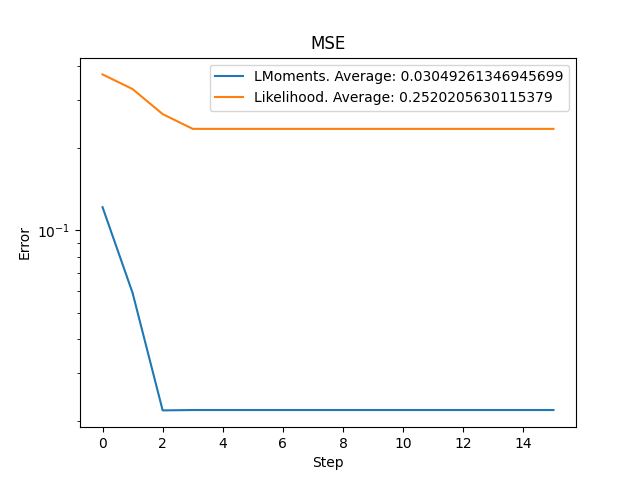 MSE
LMoments. Average: 0.03049261346945699
Likelihood. Average: 0.2520205630115379
Error
10⁻¹
0 2 4 6 8 10 12 14
Step